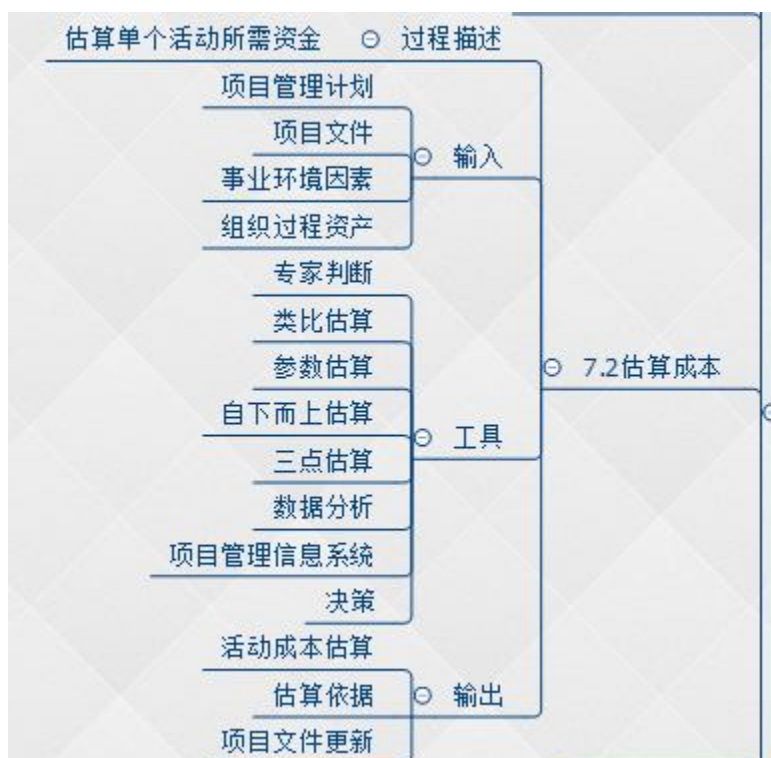 估算单个活动所需资金 过程描述
项目管理计划
项目文件
输入
事业环境因素
组织过程资产
专家判断
类比估算
参数估算
7.2估算成本
自下而上估算
工具
三点估算
数据分析
项目管理信息系统
决策
活动成本估算
估算依据 输出
项目文件更新